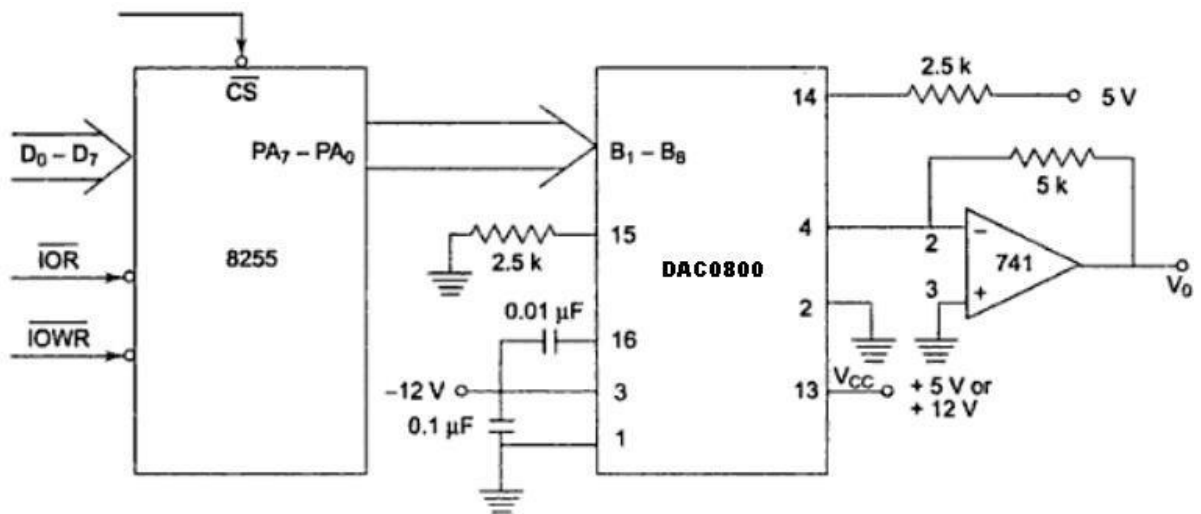 CS
D0 – D7
PA7 – PA0
IOR
8255
IOWR
B1 – B8
14
2.5 k
5 V
5 k
4
2
741
−
3
+
V0
15
2.5 k
DAC0800
2
0.01 µF
16
−12 V
3
0.1 µF
1
13
VCC
+ 5 V or
+ 12 V